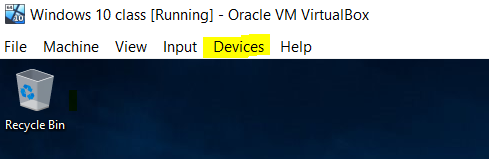 Windows 10 class [Running] - Oracle VM VirtualBox
File Machine View Input Devices Help
Recycle Bin